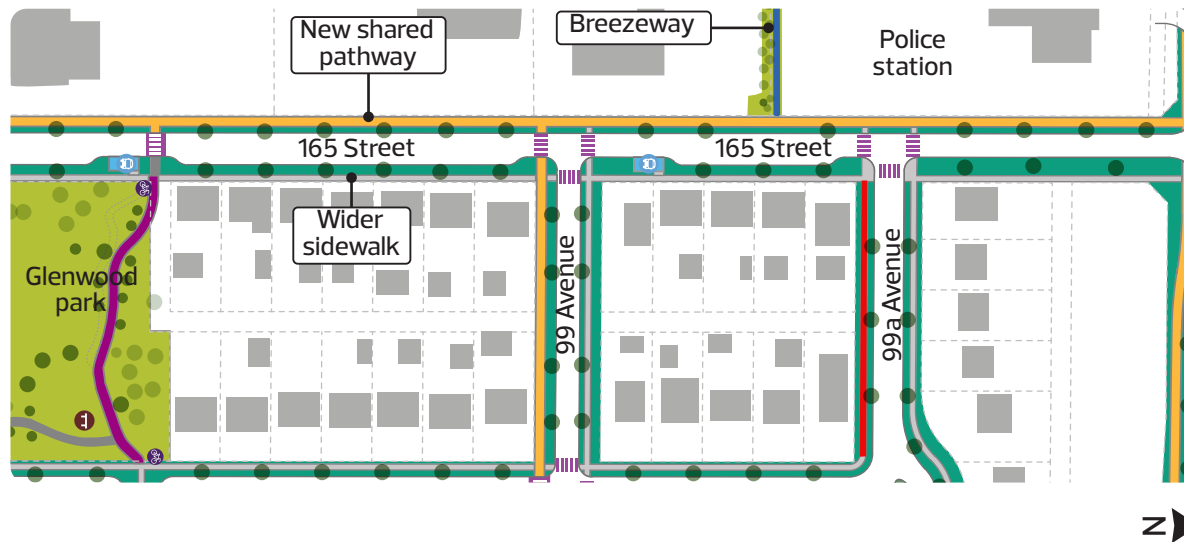 New shared
pathway
Breezeway
Police
station
165 Street
165 Street
Wider
sidewalk
Glenwood
park
99 Avenue
99a Avenue
N